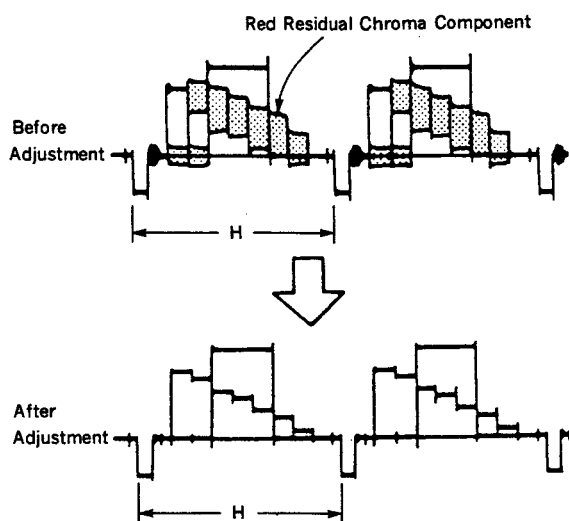 Red Residual Chroma Component
Before
Adjustment
H
After
Adjustment
H